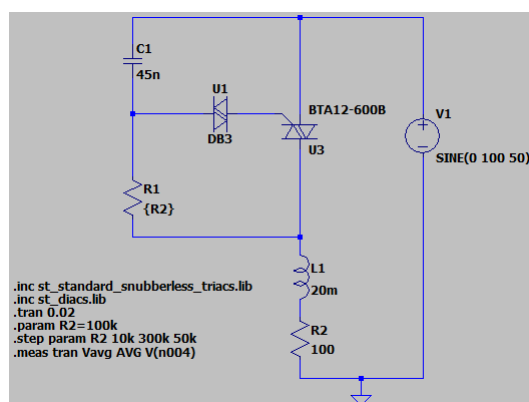 C1
45n
U1
DB3
BTA12-600B
U3
V1
+
−
SINE(0 100 50)
R1
{R2}
L1
20m
R2
100
.inc st_standard_snubberless_triacs.lib
.inc st_diacs.lib
.tran 0.02
.param R2=100k
.step param R2 10k 300k 50k
.meas tran Vavg AVG V(n004)